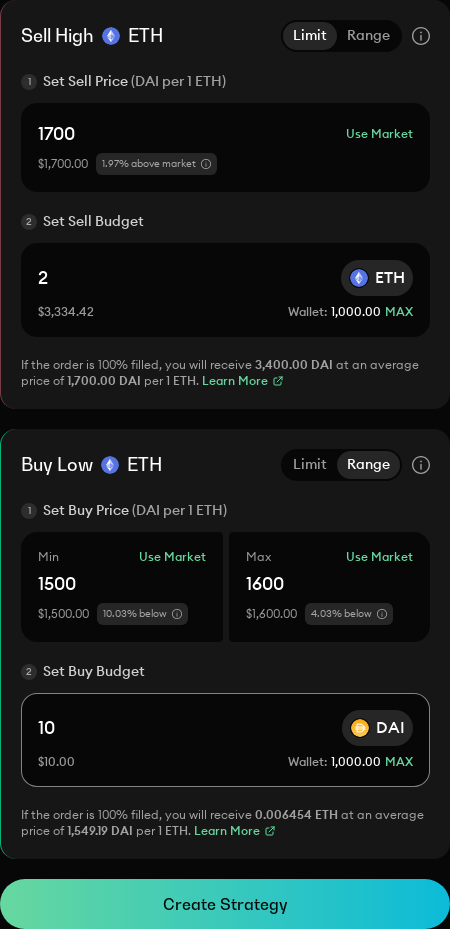 Sell High ETH Limit Range
1 Set Sell Price (DAI per 1 ETH)
1700 Use Market
$1,700.00 1.97% above market
2 Set Sell Budget
2 ETH
$3,334.42 Wallet: 1,000.00 MAX
If the order is 100% filled, you will receive 3,400.00 DAI at an average
price of 1,700.00 DAI per 1 ETH. Learn More
Buy Low ETH Limit Range
1 Set Buy Price (DAI per 1 ETH)
Min Use Market Max Use Market
1500 1600
$1,500.00 10.03% below $1,600.00 4.03% below
2 Set Buy Budget
10 DAI
$10.00 Wallet: 1,000.00 MAX
If the order is 100% filled, you will receive 0.006454 ETH at an average
price of 1,549.19 DAI per 1 ETH. Learn More
Create Strategy